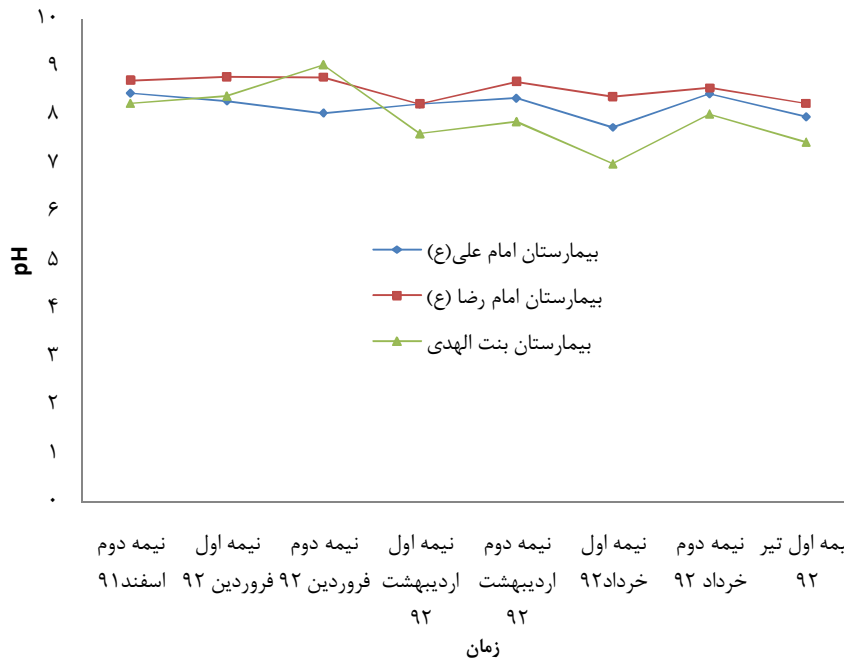 ۱۰
۹
۸
۷
۶
۵
۴
۳
۲
۱
۰
pH
بیمارستان امام علی(ع)
بیمارستان امام رضا (ع)
بیمارستان بنت الهدی
نیمه دوم
اسفند۹۱
نیمه اول
فروردین ۹۲
نیمه دوم
فروردین ۹۲
نیمه اول
اردیبهشت
۹۲
نیمه دوم
اردیبهشت
۹۲
نیمه اول
خرداد۹۲
نیمه دوم
خرداد ۹۲
یمه اول تیر
۹۲
زمان